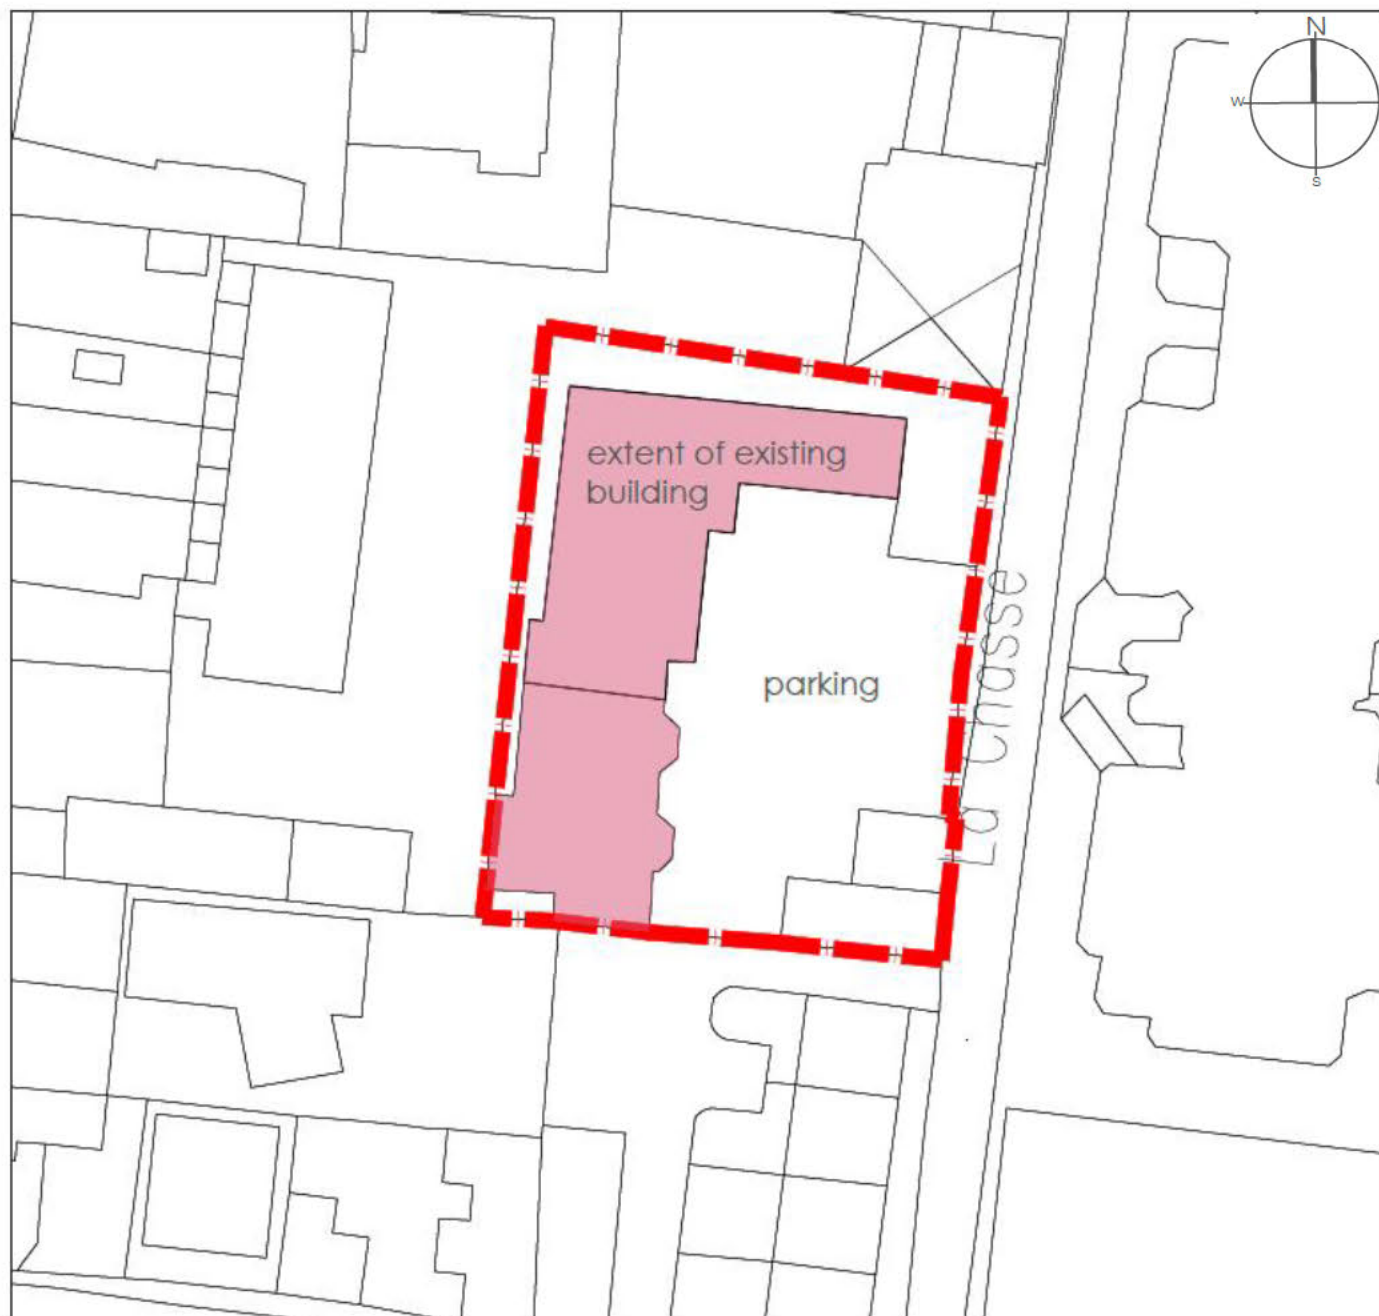 N
W
S
extent of existing
building
parking
La Chasse